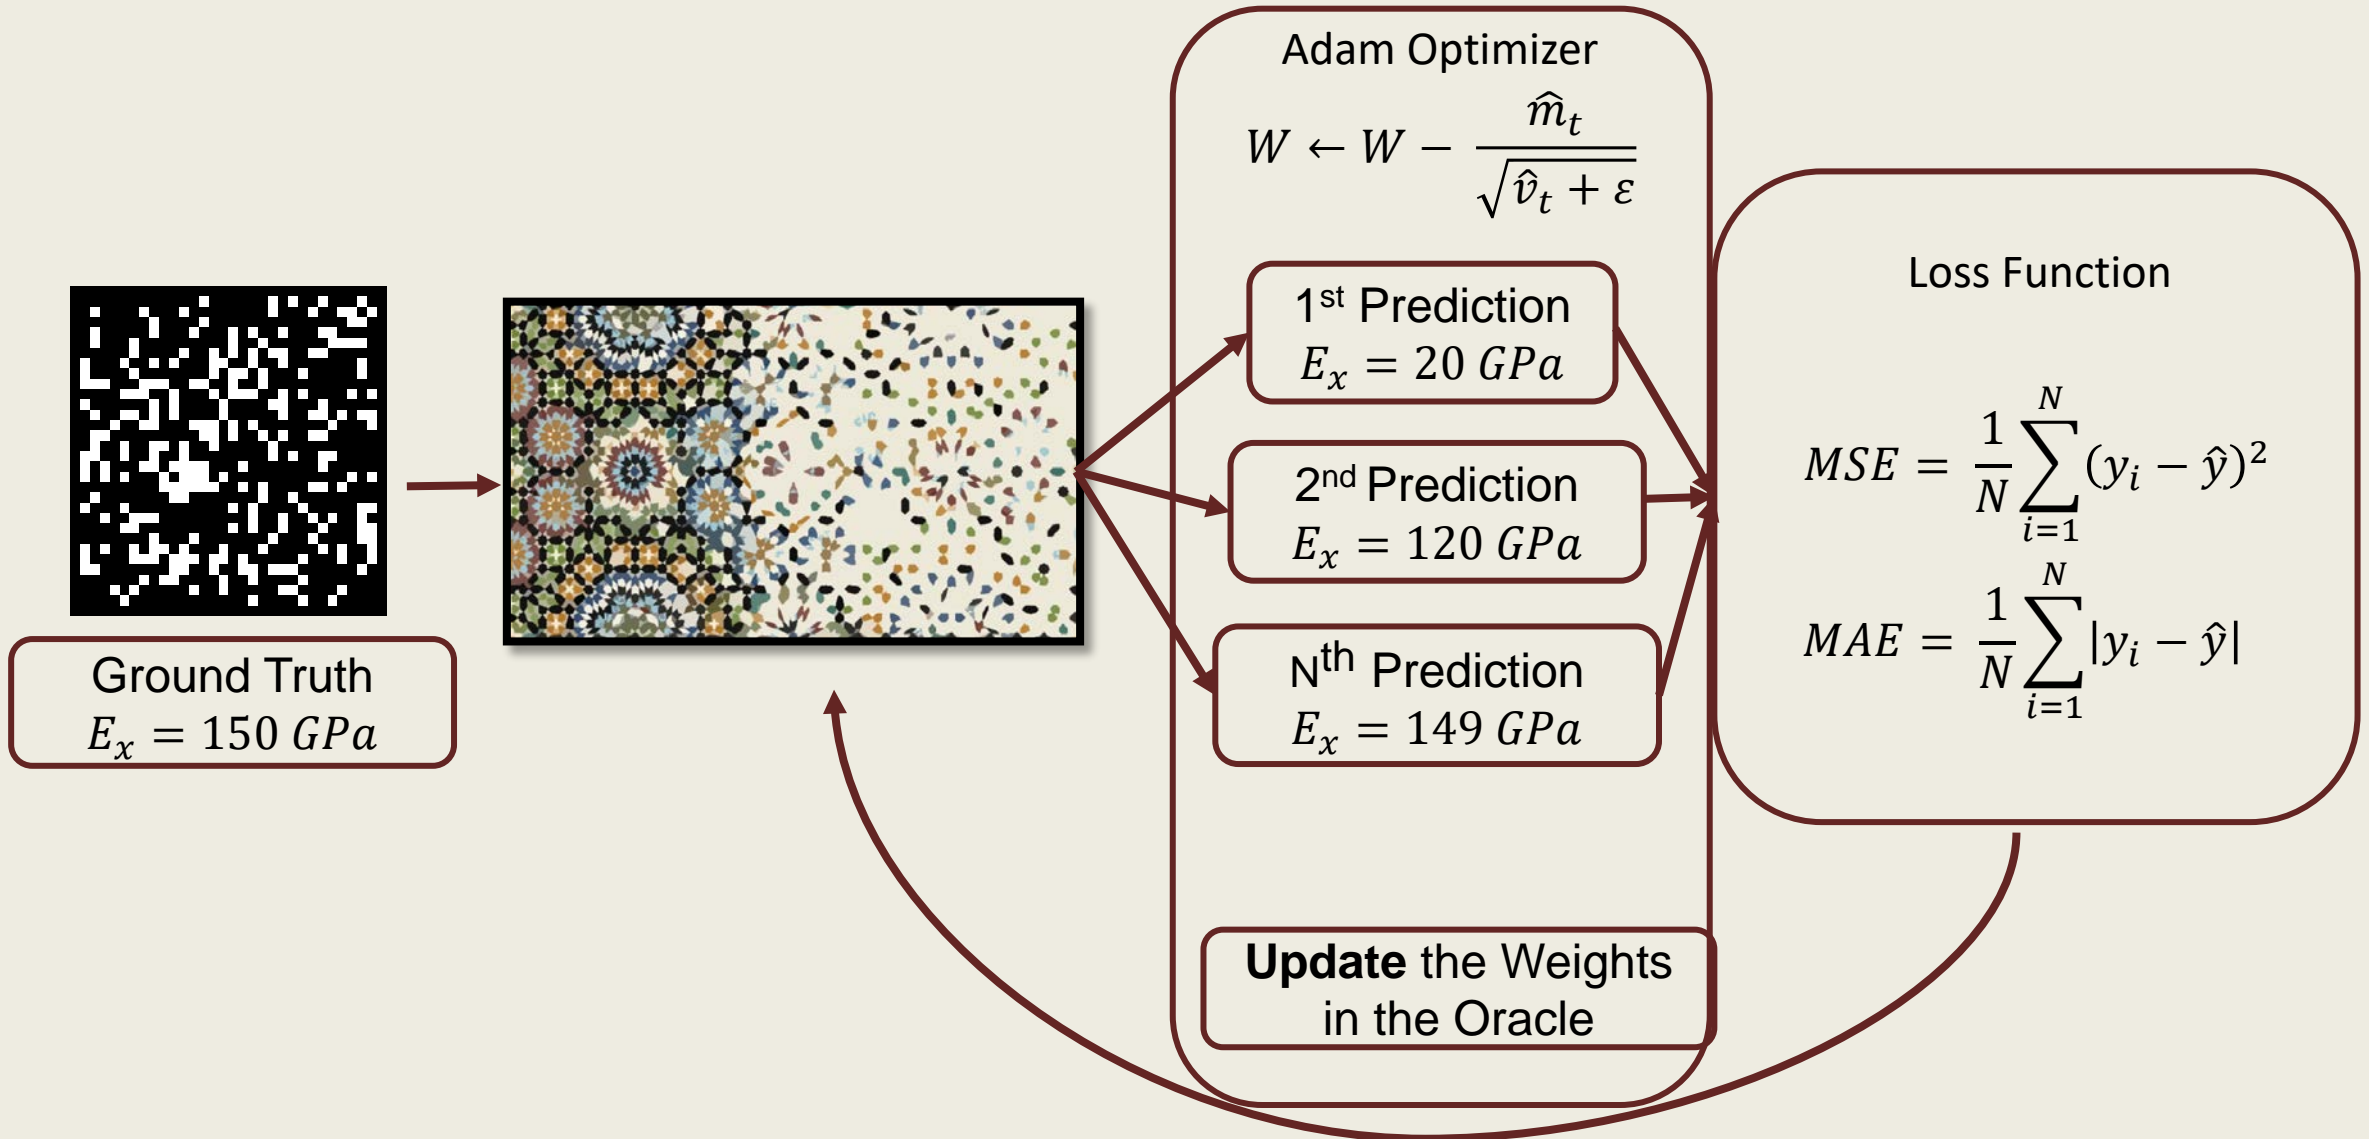 Adam Optimizer
W ← W − m̂_t / √(v̂_t + ε)
Loss Function
MSE = 1/N ∑_{i=1}^{N} (y_i − ŷ)²
MAE = 1/N ∑_{i=1}^{N} |y_i − ŷ|
1st Prediction
E_x = 20 GPa
2nd Prediction
E_x = 120 GPa
Nth Prediction
E_x = 149 GPa
Ground Truth
E_x = 150 GPa
Update the Weights
in the Oracle